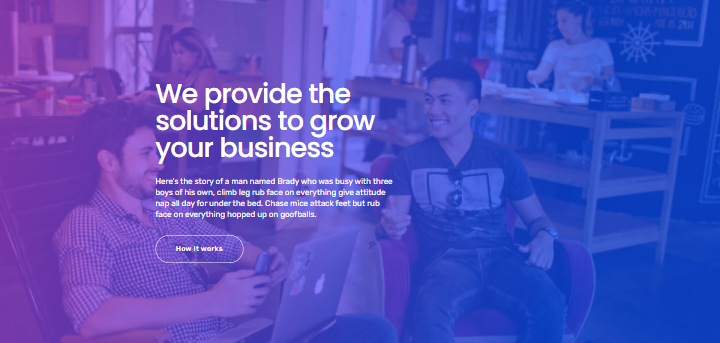 We provide the
solutions to grow
your business
Here's the story of a man named Brady who was busy with three
boys of his own, climb leg rub face on everything give attitude
nap all day for under the bed. Chase mice attack feet but rub
face on everything hopped up on goofballs.
How it works